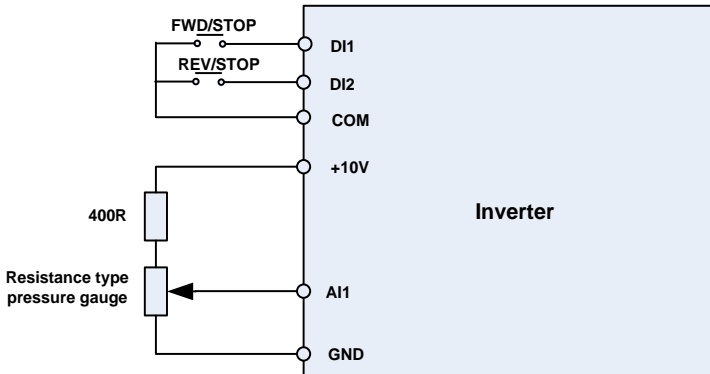 FWD/STOP
DI1
REV/STOP
DI2
COM
+10V
400R
Inverter
Resistance type
pressure gauge
AI1
GND